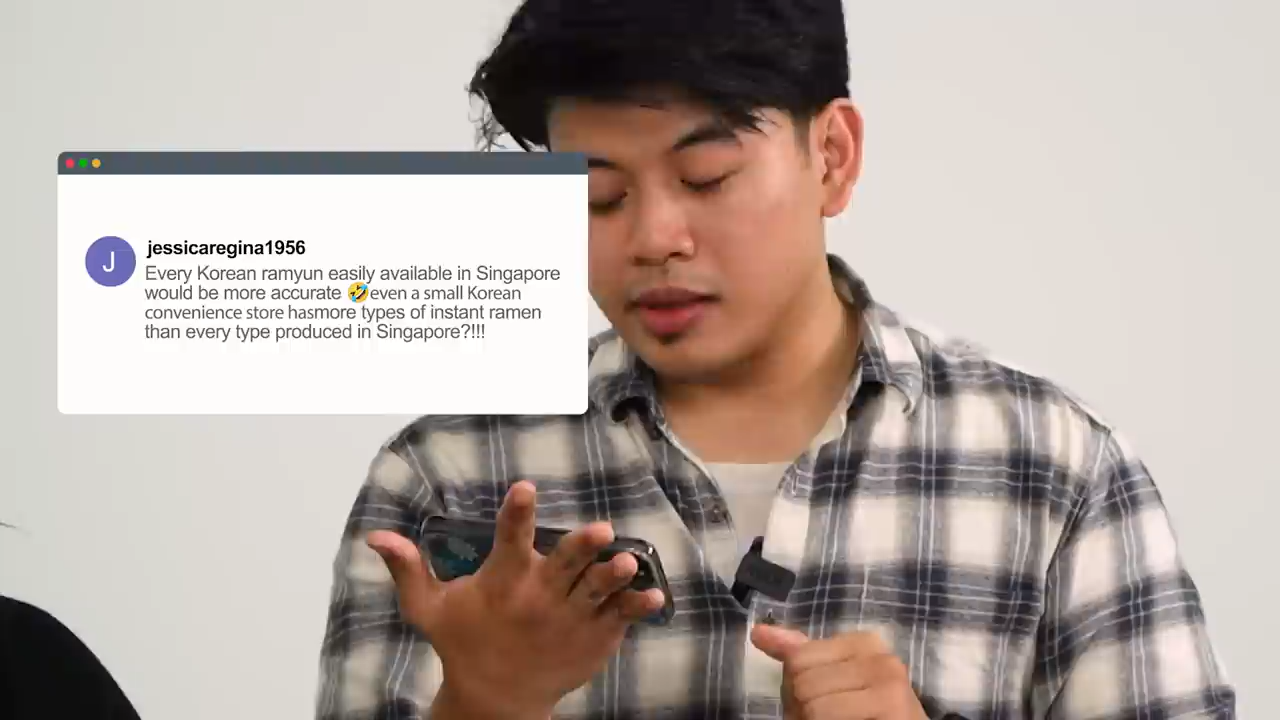 J
jessicaregina1956
Every Korean ramyun easily available in Singapore
would be more accurate 🤣even a small Korean
convenience store hasmore types of instant ramen
than every type produced in Singapore?!!!